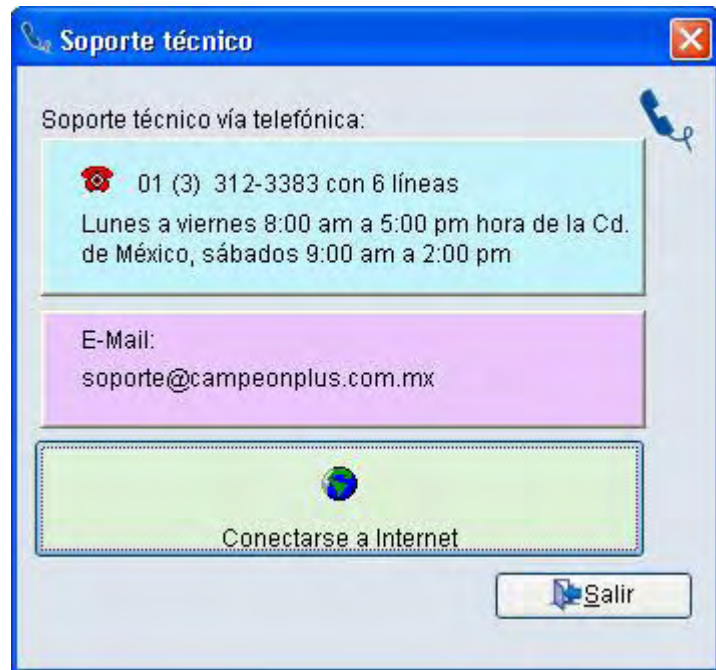 Soporte técnico
Soporte técnico vía telefónica:
01 (3) 312-3383 con 6 líneas
Lunes a viernes 8:00 am a 5:00 pm hora de la Cd.
de México, sábados 9:00 am a 2:00 pm
E-Mail:
soporte@campeonplus.com.mx
Conectarse a Internet
Salir